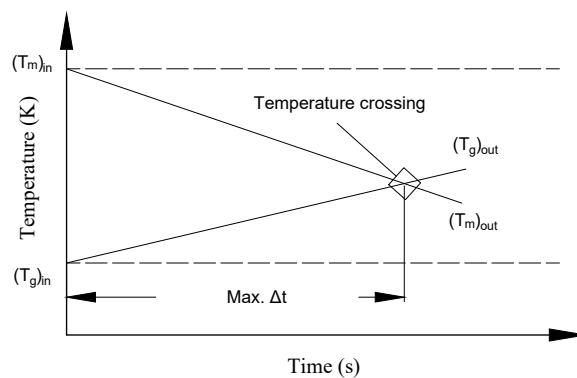 (Tm)in
Temperature crossing
(Tg)out
(Tm)out
(Tg)in
Max. Δt
Temperature (K)
Time (s)